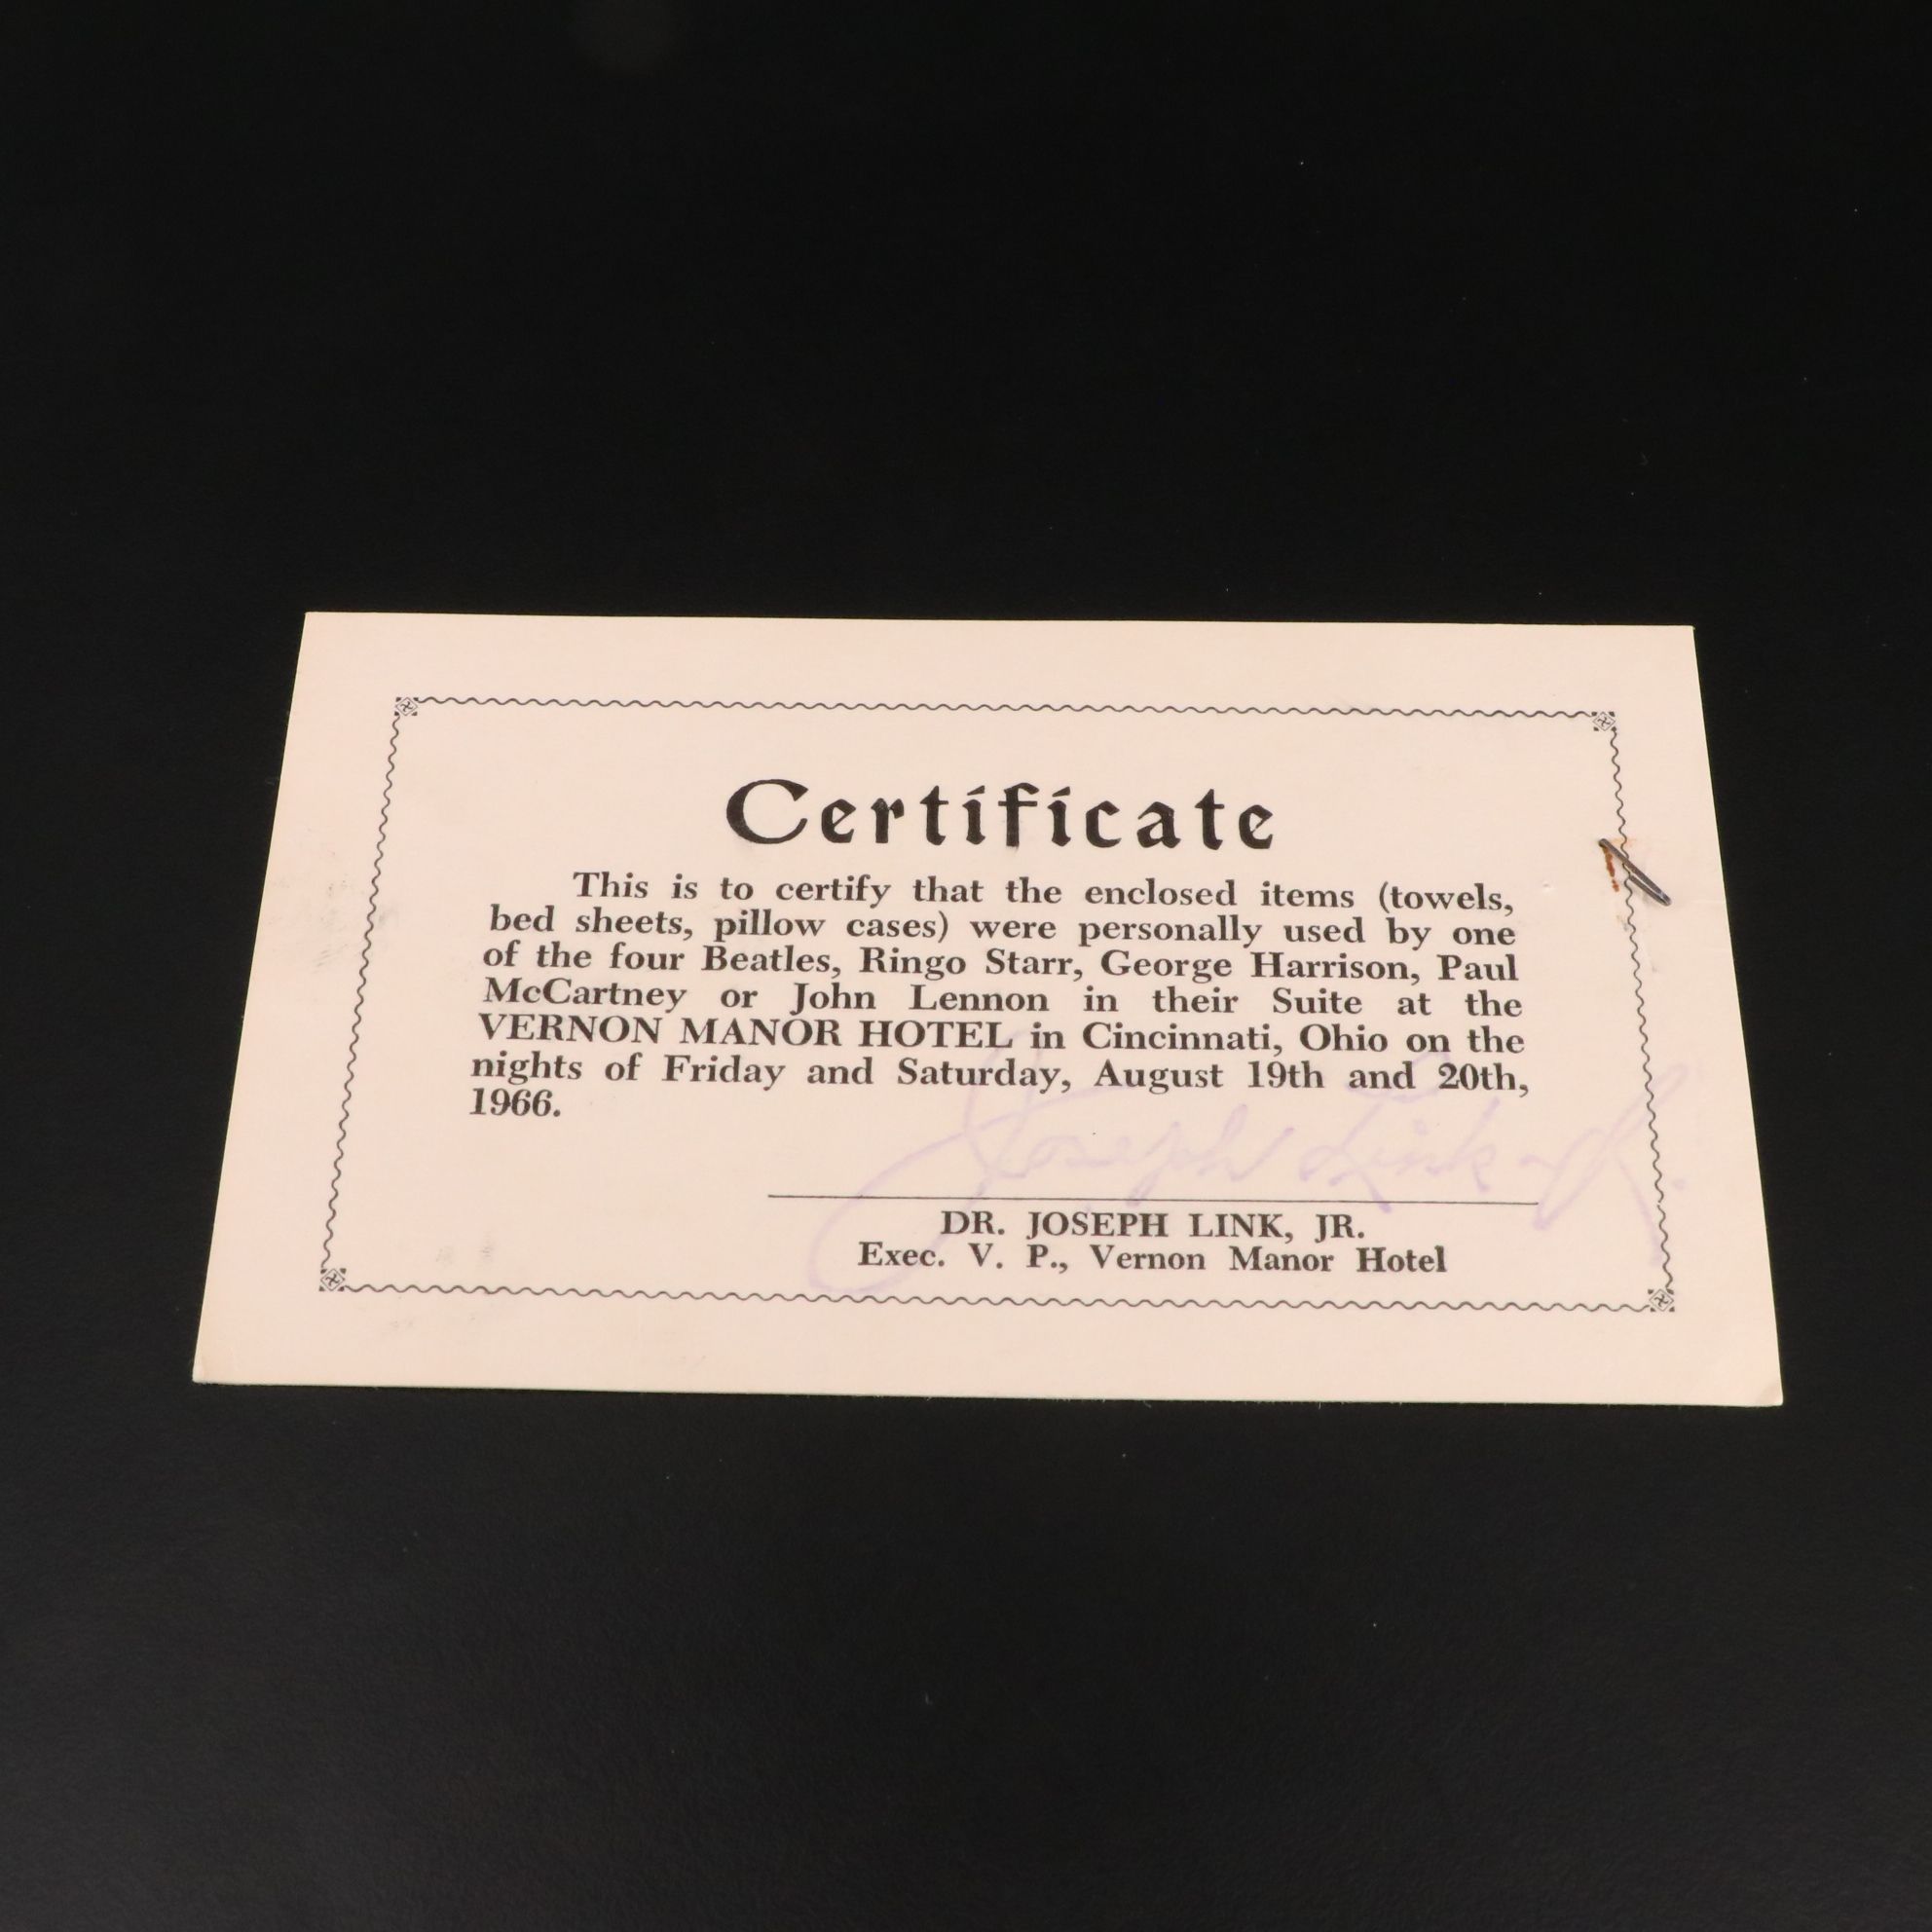 Certificate
This is to certify that the enclosed items (towels,
bed sheets, pillow cases) were personally used by one
of the four Beatles, Ringo Starr, George Harrison, Paul
McCartney or John Lennon in their Suite at the
VERNON MANOR HOTEL in Cincinnati, Ohio on the
nights of Friday and Saturday, August 19th and 20th,
1966.
Joseph Link Jr.
DR. JOSEPH LINK, JR.
Exec. V. P., Vernon Manor Hotel